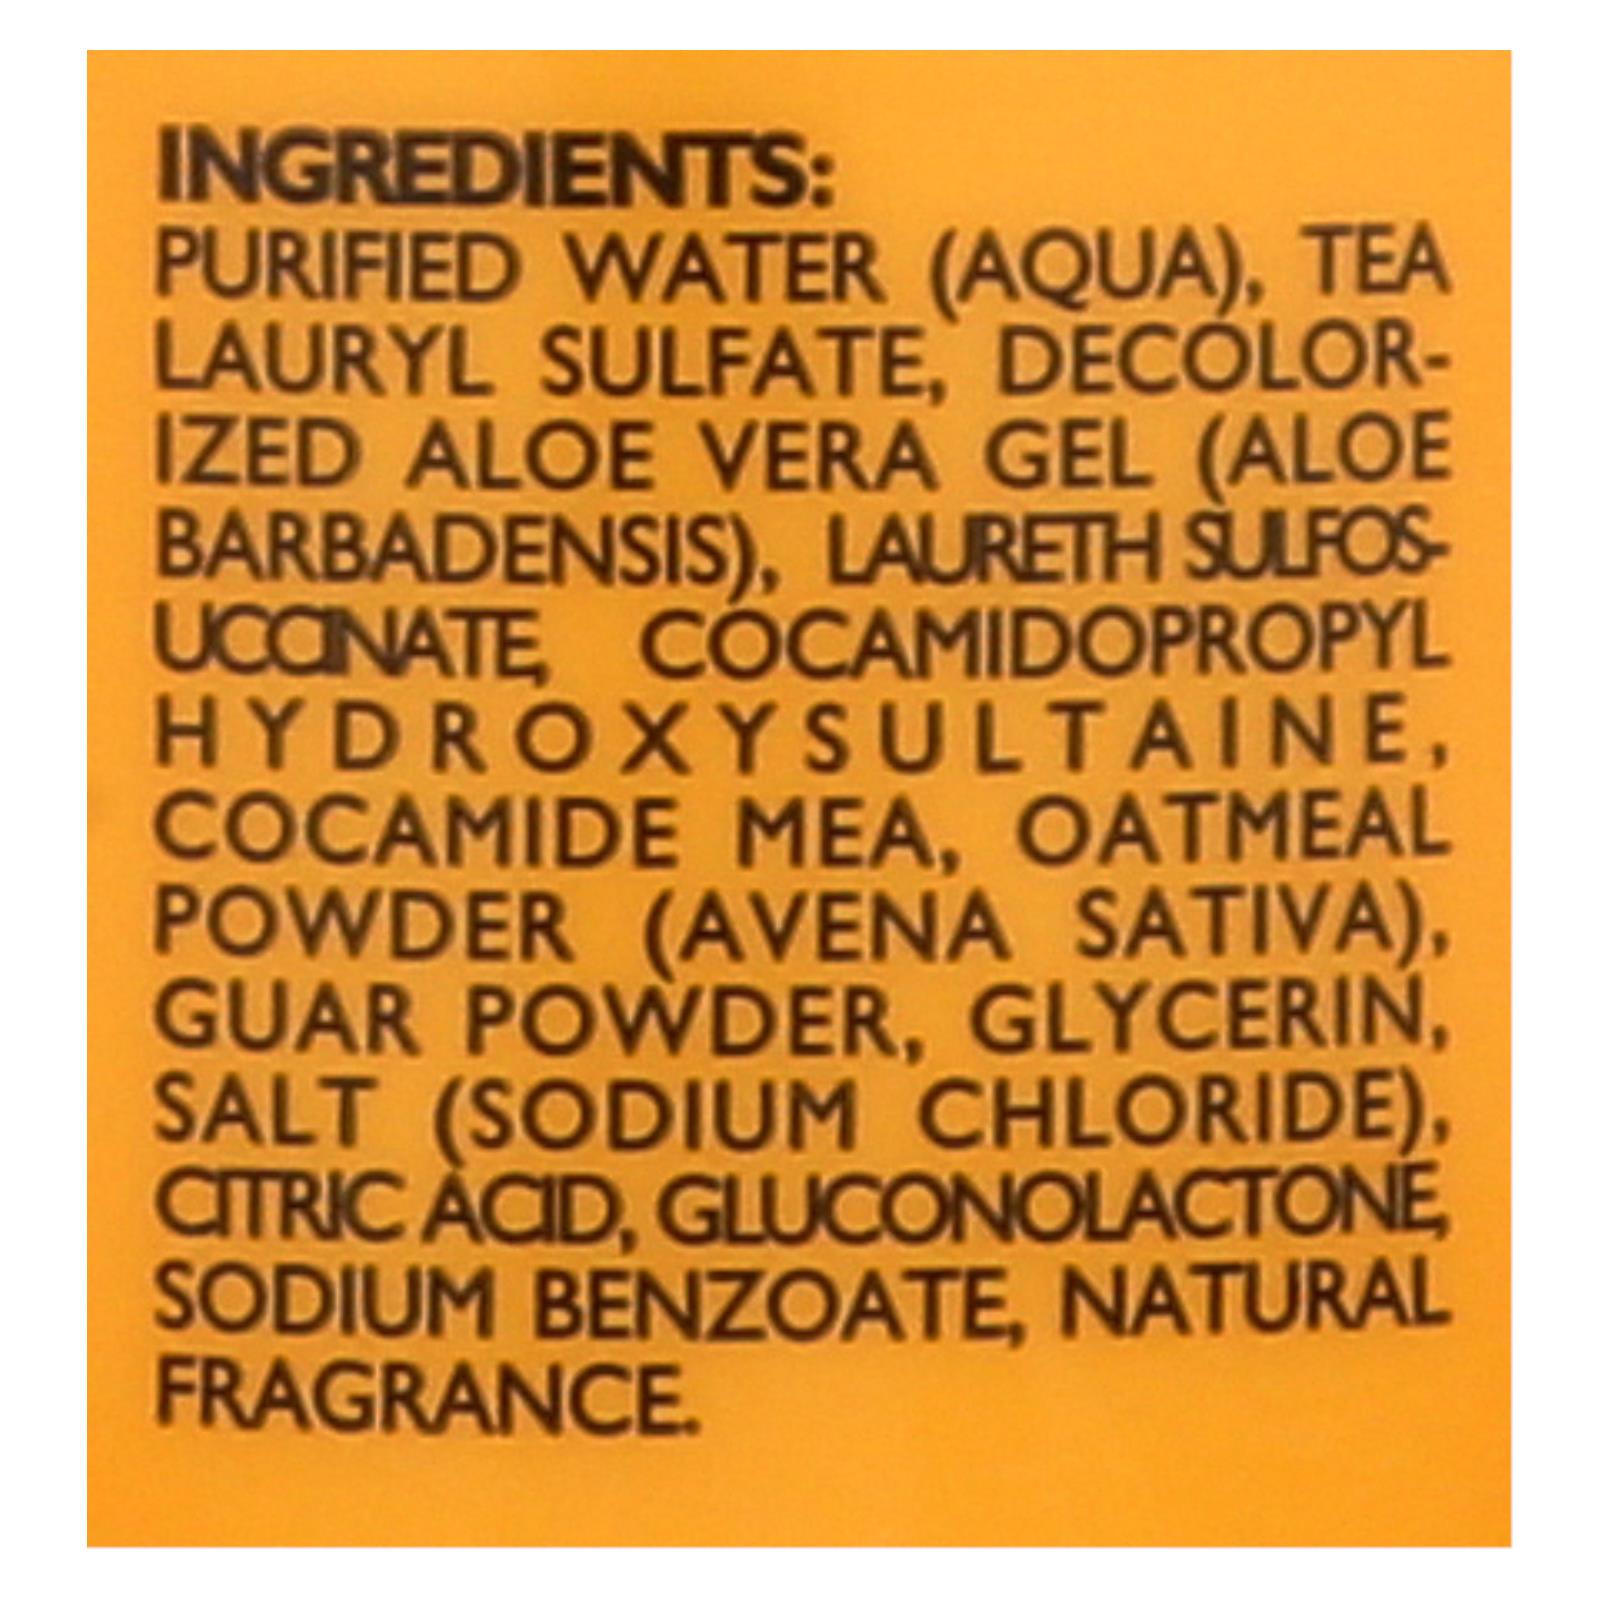 INGREDIENTS:
PURIFIED WATER (AQUA), TEA
LAURYL SULFATE, DECOLOR-
IZED ALOE VERA GEL (ALOE
BARBADENSIS), LAURETH SULFOS-
UCCINATE, COCAMIDOPROPYL
HYDROXYSULTAINE,
COCAMIDE MEA, OATMEAL
POWDER (AVENA SATIVA),
GUAR POWDER, GLYCERIN,
SALT (SODIUM CHLORIDE),
CITRIC ACID, GLUCONOLACTONE,
SODIUM BENZOATE, NATURAL
FRAGRANCE.